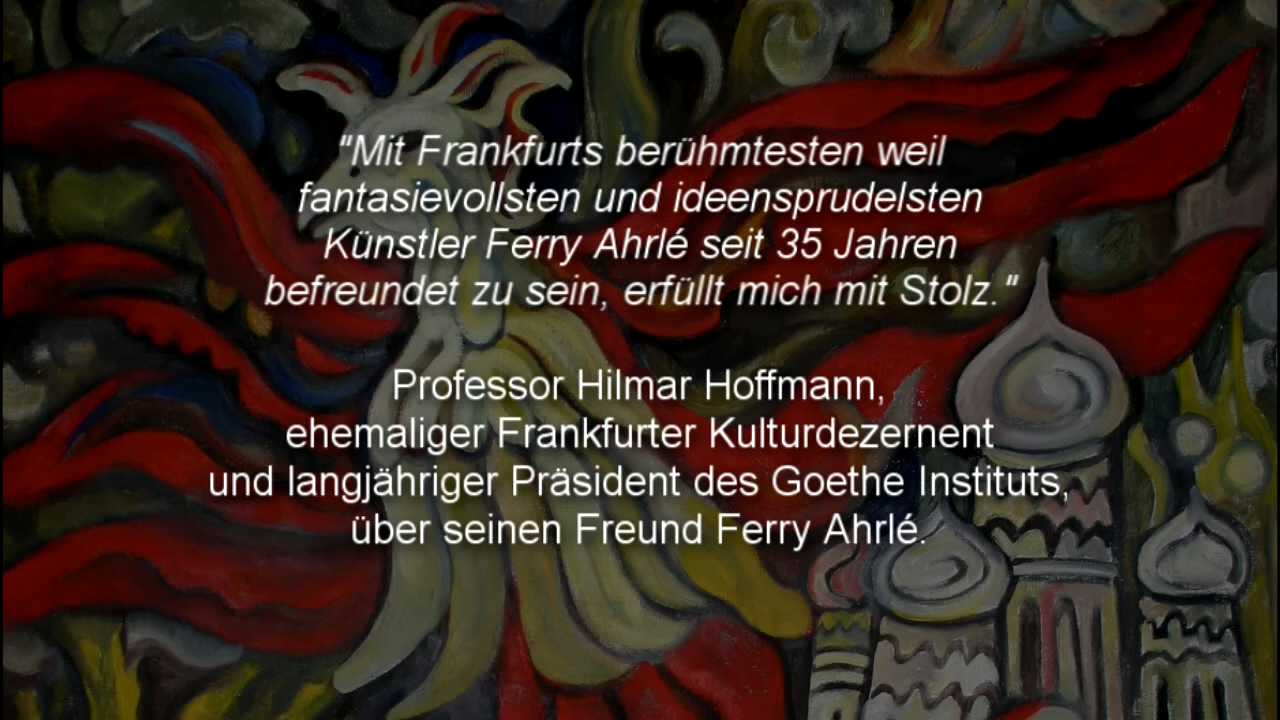 "Mit Frankfurts berühmtesten weil
fantasievollsten und ideensprudelsten
Künstler Ferry Ahrlé seit 35 Jahren
befreundet zu sein, erfüllt mich mit Stolz."
Professor Hilmar Hoffmann,
ehemaliger Frankfurter Kulturdezernent
und langjähriger Präsident des Goethe Instituts,
über seinen Freund Ferry Ahrlé.